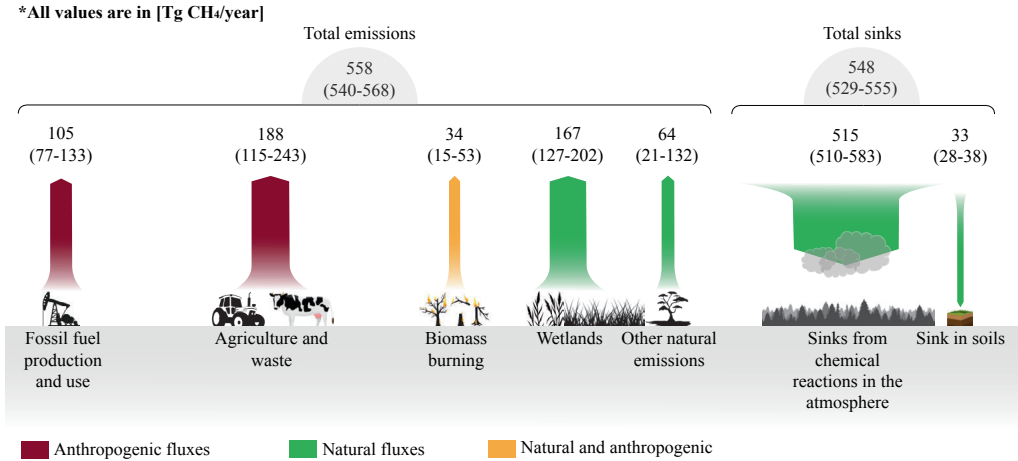 *All values are in [Tg CH₄/year]
Total emissions
558
(540-568)
Total sinks
548
(529-555)
105
(77-133)
188
(115-243)
34
(15-53)
167
(127-202)
64
(21-132)
515
(510-583)
33
(28-38)
Fossil fuel
production
and use
Agriculture and
waste
Biomass
burning
Wetlands
Other natural
emissions
Sinks from
chemical
reactions in the
atmosphere
Sink in soils
Anthropogenic fluxes
Natural fluxes
Natural and anthropogenic